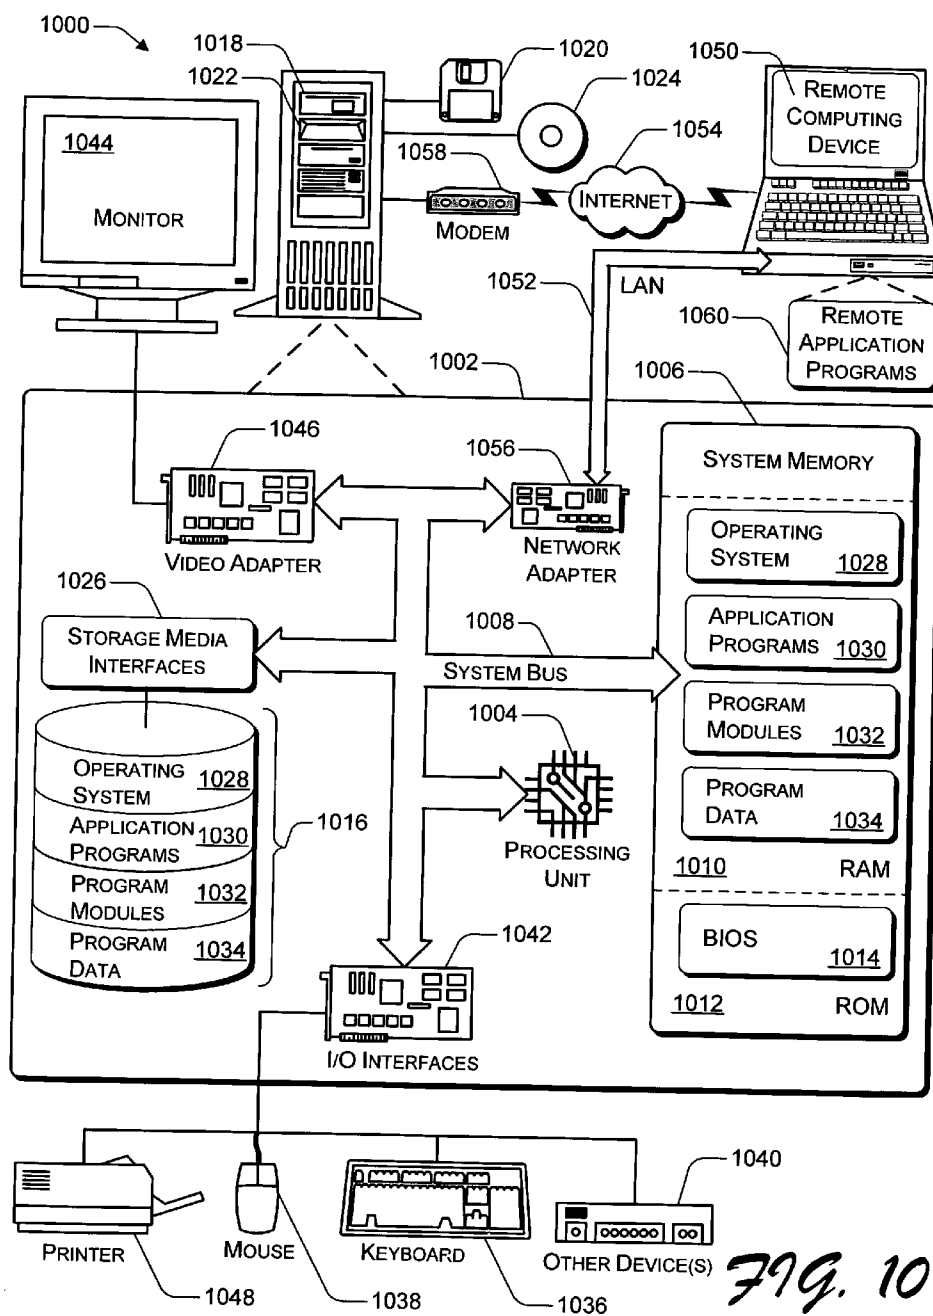 1000
1018
1022
1020
1024
1050
REMOTE
COMPUTING
DEVICE
1044
MONITOR
1058
MODEM
1054
INTERNET
1052
LAN
1060
REMOTE
APPLICATION
PROGRAMS
1002
1006
1046
VIDEO ADAPTER
1056
NETWORK
ADAPTER
SYSTEM MEMORY
OPERATING
SYSTEM 1028
APPLICATION
PROGRAMS 1030
PROGRAM
MODULES 1032
PROGRAM
DATA 1034
1010 RAM
BIOS 1014
1012 ROM
1026
STORAGE MEDIA
INTERFACES
1008
SYSTEM BUS
1004
PROCESSING
UNIT
OPERATING
SYSTEM 1028
APPLICATION
PROGRAMS 1030
PROGRAM
MODULES 1032
PROGRAM
DATA 1034
1016
1042
I/O INTERFACES
PRINTER
1048
MOUSE
1038
KEYBOARD
1036
1040
OTHER DEVICE(S)
FIG. 10